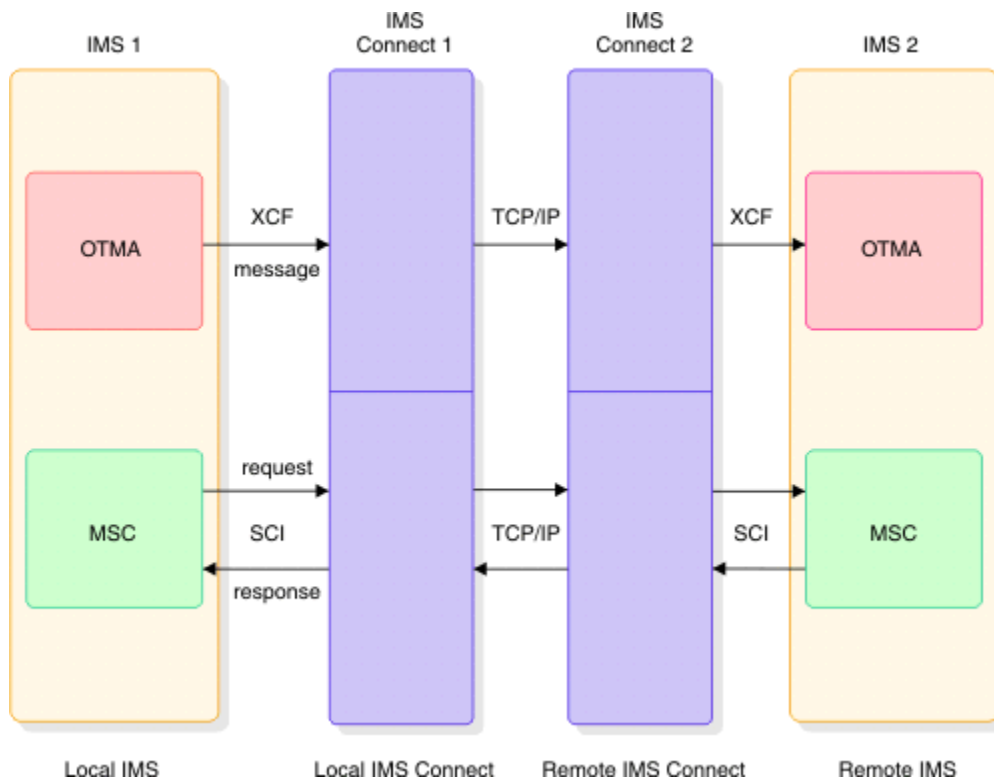 IMS 1
IMS
Connect 1
IMS
Connect 2
IMS 2
XCF
TCP/IP
XCF
OTMA
message
OTMA
request
MSC
SCI
TCP/IP
SCI
MSC
response
Local IMS
Local IMS Connect
Remote IMS Connect
Remote IMS